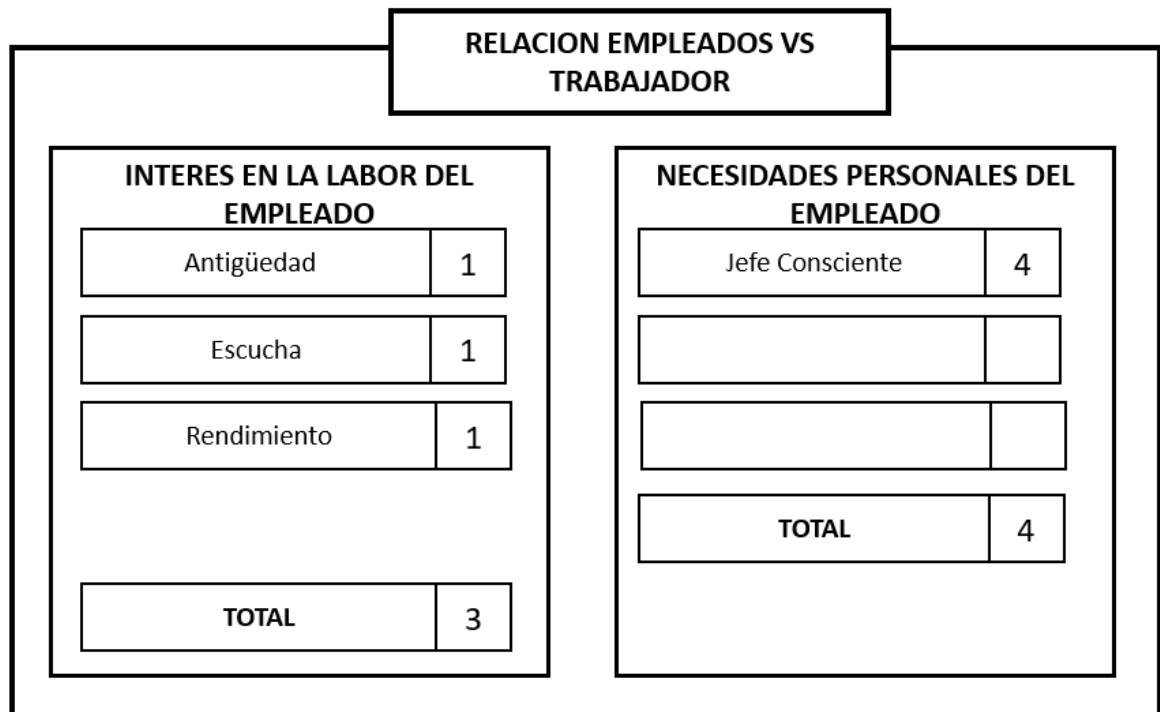 RELACION EMPLEADOS VS
TRABAJADOR
INTERES EN LA LABOR DEL
EMPLEADO
Antigüedad 1
Escucha 1
Rendimiento 1
TOTAL 3
NECESIDADES PERSONALES DEL
EMPLEADO
Jefe Consciente 4
TOTAL 4